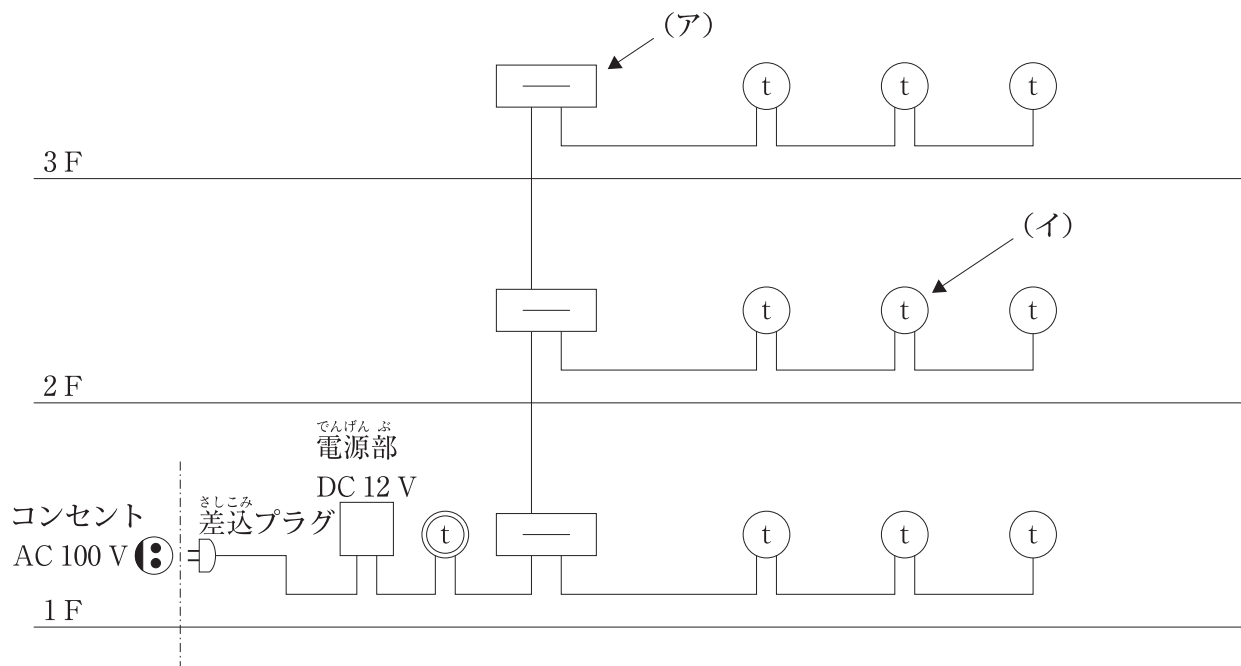 (ア)
t t t
3 F
(イ)
t t t
2 F
でんげん ぶ
電源部
DC 12 V
さしこみ
差込プラグ
コンセント
AC 100 V
t t t t
1 F